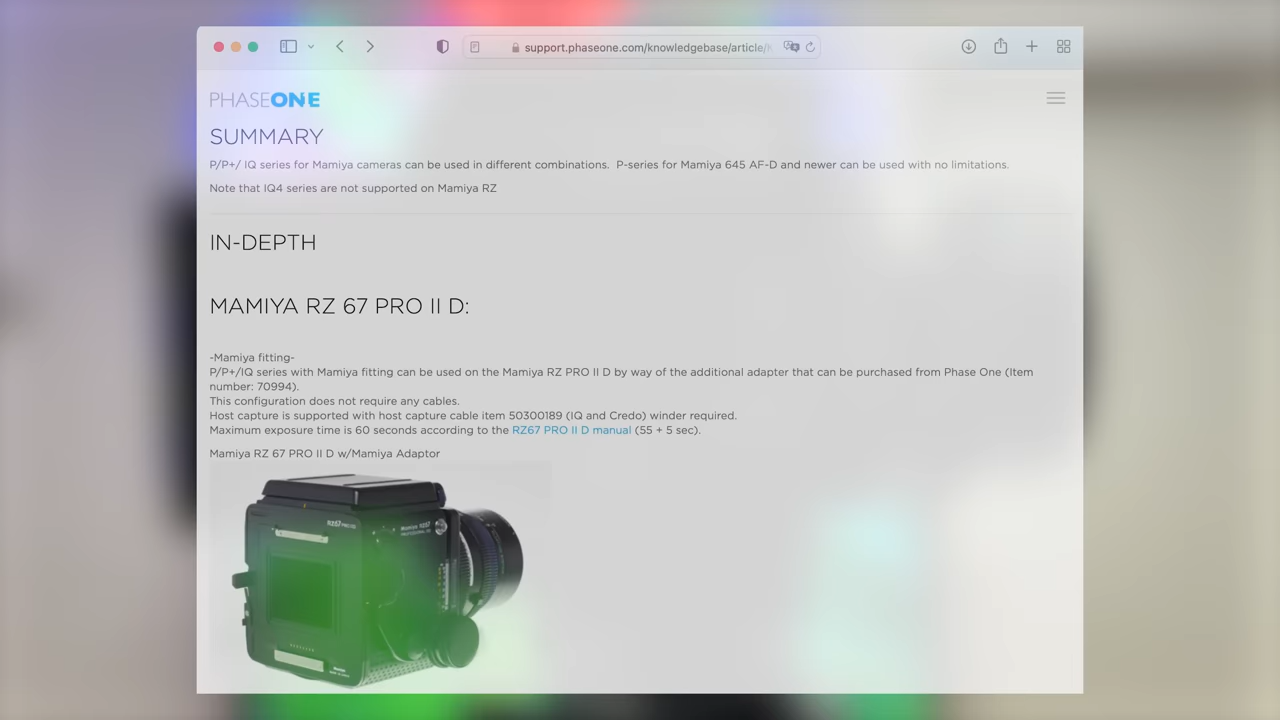 support.phaseone.com/knowledgebase/article/
PHASEONE
SUMMARY
P/P+/ IQ series for Mamiya cameras can be used in different combinations.  P-series for Mamiya 645 AF-D and newer can be used with no limitations.
Note that IQ4 series are not supported on Mamiya RZ
IN-DEPTH
MAMIYA RZ 67 PRO II D:
-Mamiya fitting-
P/P+/IQ series with Mamiya fitting can be used on the Mamiya RZ PRO II D by way of the additional adapter that can be purchased from Phase One (Item
number: 70994).
This configuration does not require any cables.
Host capture is supported with host capture cable item 50300189 (IQ and Credo) winder required.
Maximum exposure time is 60 seconds according to the RZ67 PRO II D manual (55 + 5 sec).
Mamiya RZ 67 PRO II D w/Mamiya Adaptor
RZ67 PRO IID
Mamiya RZ67